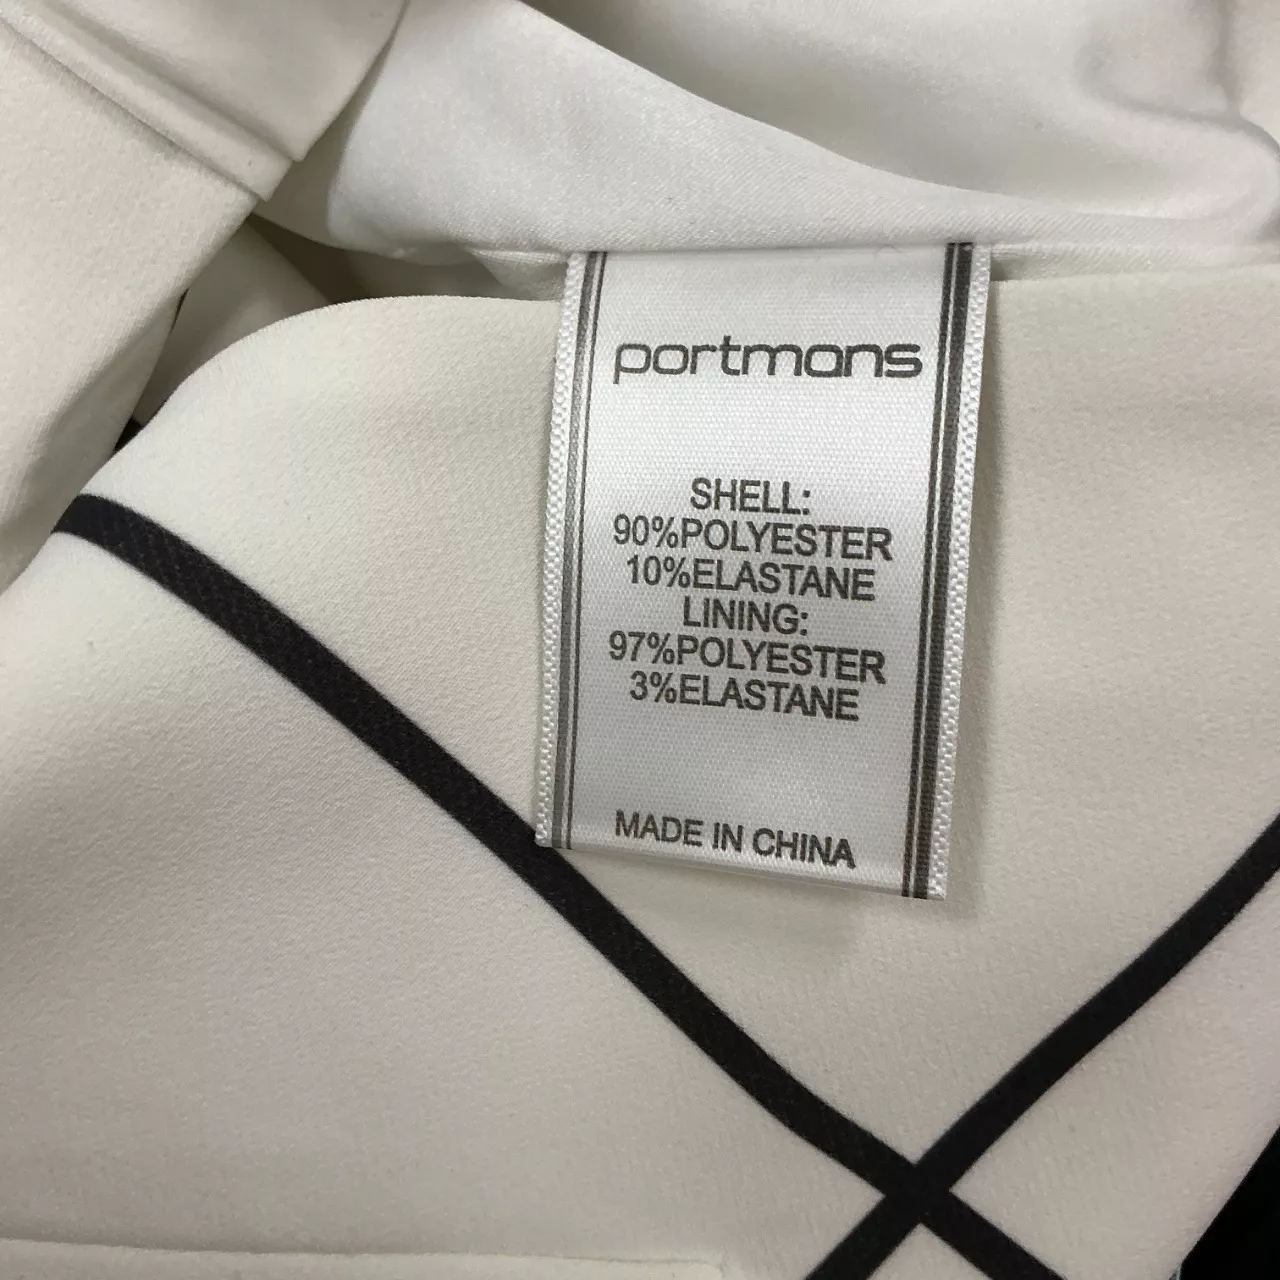 portmans
SHELL:
90%POLYESTER
10%ELASTANE
LINING:
97%POLYESTER
3%ELASTANE
MADE IN CHINA